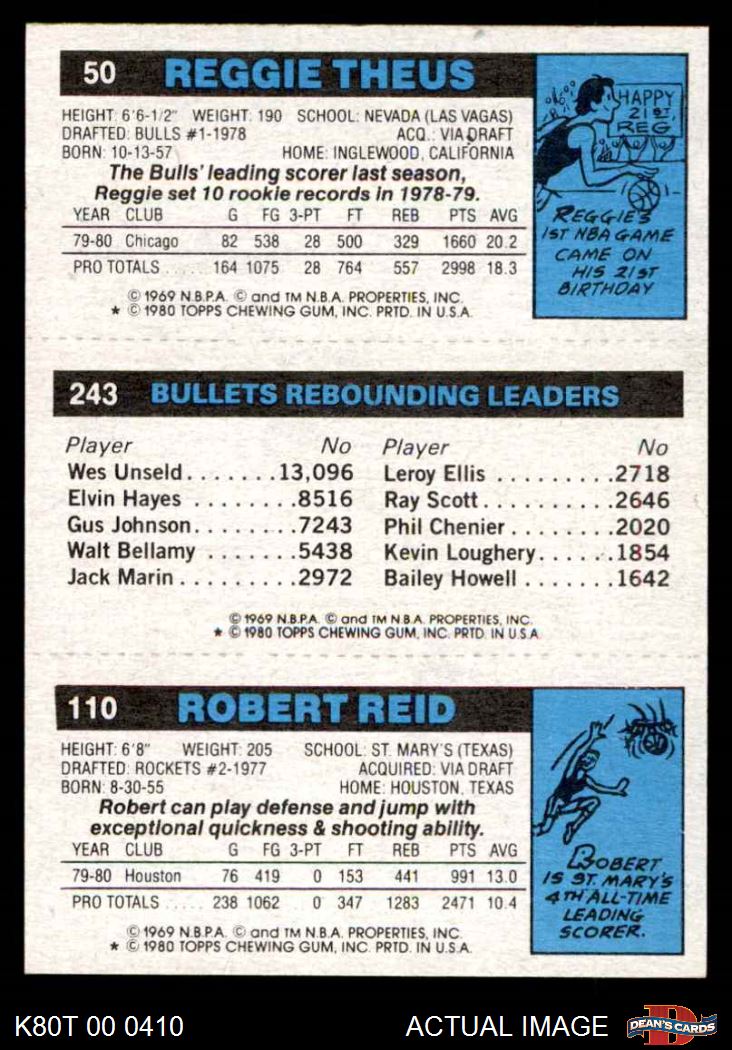 50 REGGIE THEUS
HEIGHT: 6'6-1/2" WEIGHT: 190 SCHOOL: NEVADA (LAS VAGAS)
DRAFTED: BULLS #1-1978 ACQ.: VIA DRAFT
BORN: 10-13-57 HOME: INGLEWOOD, CALIFORNIA
The Bulls' leading scorer last season,
Reggie set 10 rookie records in 1978-79.
YEAR CLUB G FG 3-PT FT REB PTS AVG
79-80 Chicago 82 538 28 500 329 1660 20.2
PRO TOTALS ..... 164 1075 28 764 557 2998 18.3
© 1969 N.B.P.A. © and TM N.B.A. PROPERTIES, INC.
* © 1980 TOPPS CHEWING GUM, INC. PRTD. IN U.S.A.
HAPPY
21ST,
REG
REGGIE'S
1ST NBA GAME
CAME ON
HIS 21ST
BIRTHDAY
243 BULLETS REBOUNDING LEADERS
Player No Player No
Wes Unseld.......13,096 Leroy Ellis .........2718
Elvin Hayes ........8516 Ray Scott.........2646
Gus Johnson........7243 Phil Chenier .......2020
Walt Bellamy .......5438 Kevin Loughery......1854
Jack Marin.........2972 Bailey Howell.......1642
© 1969 N.B.P.A. © and TM N.B.A. PROPERTIES, INC.
* © 1980 TOPPS CHEWING GUM, INC. PRTD. IN U.S.A.
110 ROBERT REID
HEIGHT: 6'8" WEIGHT: 205 SCHOOL: ST. MARY'S (TEXAS)
DRAFTED: ROCKETS #2-1977 ACQUIRED: VIA DRAFT
BORN: 8-30-55 HOME: HOUSTON, TEXAS
Robert can play defense and jump with
exceptional quickness & shooting ability.
YEAR CLUB G FG 3-PT FT REB PTS AVG
79-80 Houston 76 419 0 153 441 991 13.0
PRO TOTALS ..... 238 1062 0 347 1283 2471 10.4
© 1969 N.B.P.A. © and TM N.B.A. PROPERTIES, INC.
* © 1980 TOPPS CHEWING GUM, INC. PRTD. IN U.S.A.
ROBERT
IS ST. MARY'S
4TH ALL-TIME
LEADING
SCORER.
K80T 00 0410 ACTUAL IMAGE D DEAN'S CARDS